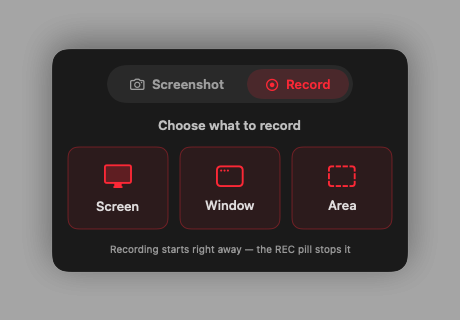 Screenshot Record
Choose what to record
Screen Window Area
Recording starts right away — the REC pill stops it